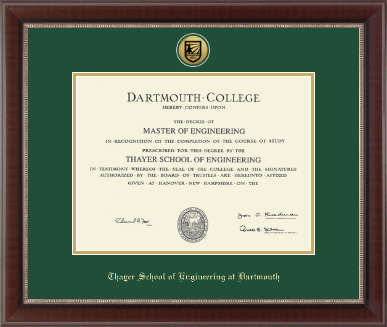 DARTMOUTH · COLLEGE
HEREBY · CONFERS · UPON
THE · DEGREE · OF
MASTER OF ENGINEERING
IN · RECOGNITION · OF · THE · COMPLETION · OF · THE · COURSE · OF · STUDY
PRESCRIBED · FOR · THIS · DEGREE · BY · THE
THAYER SCHOOL OF ENGINEERING
IN · TESTIMONY · WHEREOF · THE · SEAL · OF · THE · COLLEGE · AND · THE · SIGNATURES
AUTHORIZED · BY · THE · BOARD · OF · TRUSTEES · ARE · HEREUNTO · AFFIXED
GIVEN · AT · HANOVER · NEW · HAMPSHIRE · ON · THE
Thayer School of Engineering at Dartmouth